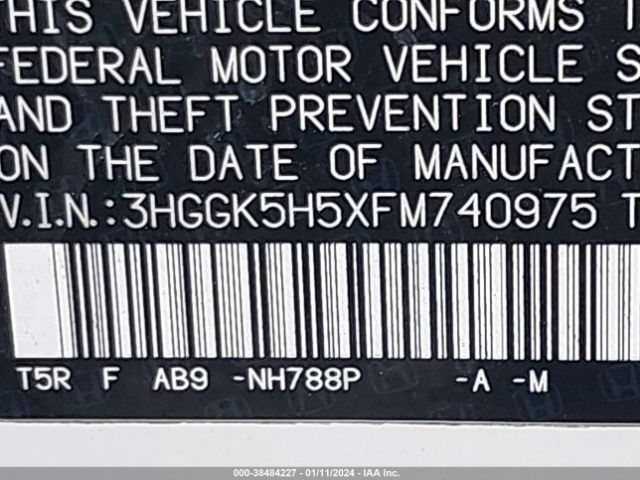 THIS VEHICLE CONFORMS
FEDERAL MOTOR VEHICLE S
AND THEFT PREVENTION ST
ON THE DATE OF MANUFACT
V.I.N.:3HGGK5H5XFM740975 T
T5R F AB9 -NH788P -A -M
000-38484227 - 01/11/2024 - IAA Inc.